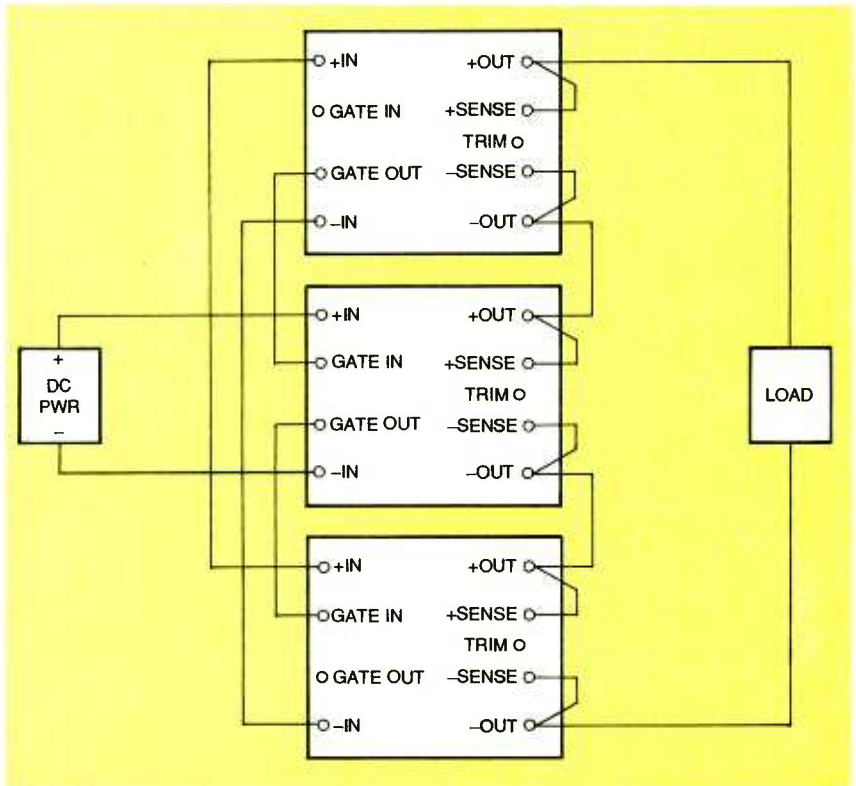 +IN +OUT
GATE IN +SENSE
TRIM
GATE OUT –SENSE
–IN –OUT
+IN +OUT
+
DC
PWR
–
GATE IN +SENSE
TRIM
GATE OUT –SENSE
–IN –OUT
LOAD
+IN +OUT
GATE IN +SENSE
TRIM
GATE OUT –SENSE
–IN –OUT